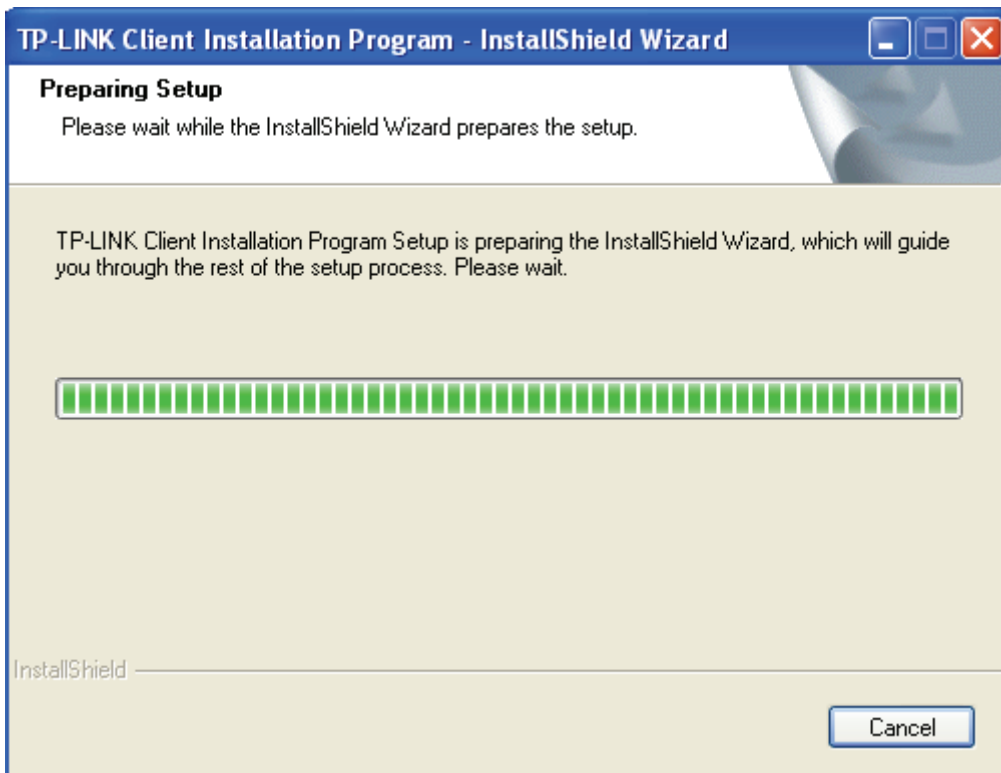 TP-LINK Client Installation Program - InstallShield Wizard
Preparing Setup
Please wait while the InstallShield Wizard prepares the setup.
TP-LINK Client Installation Program Setup is preparing the InstallShield Wizard, which will guide
you through the rest of the setup process. Please wait.
InstallShield
Cancel